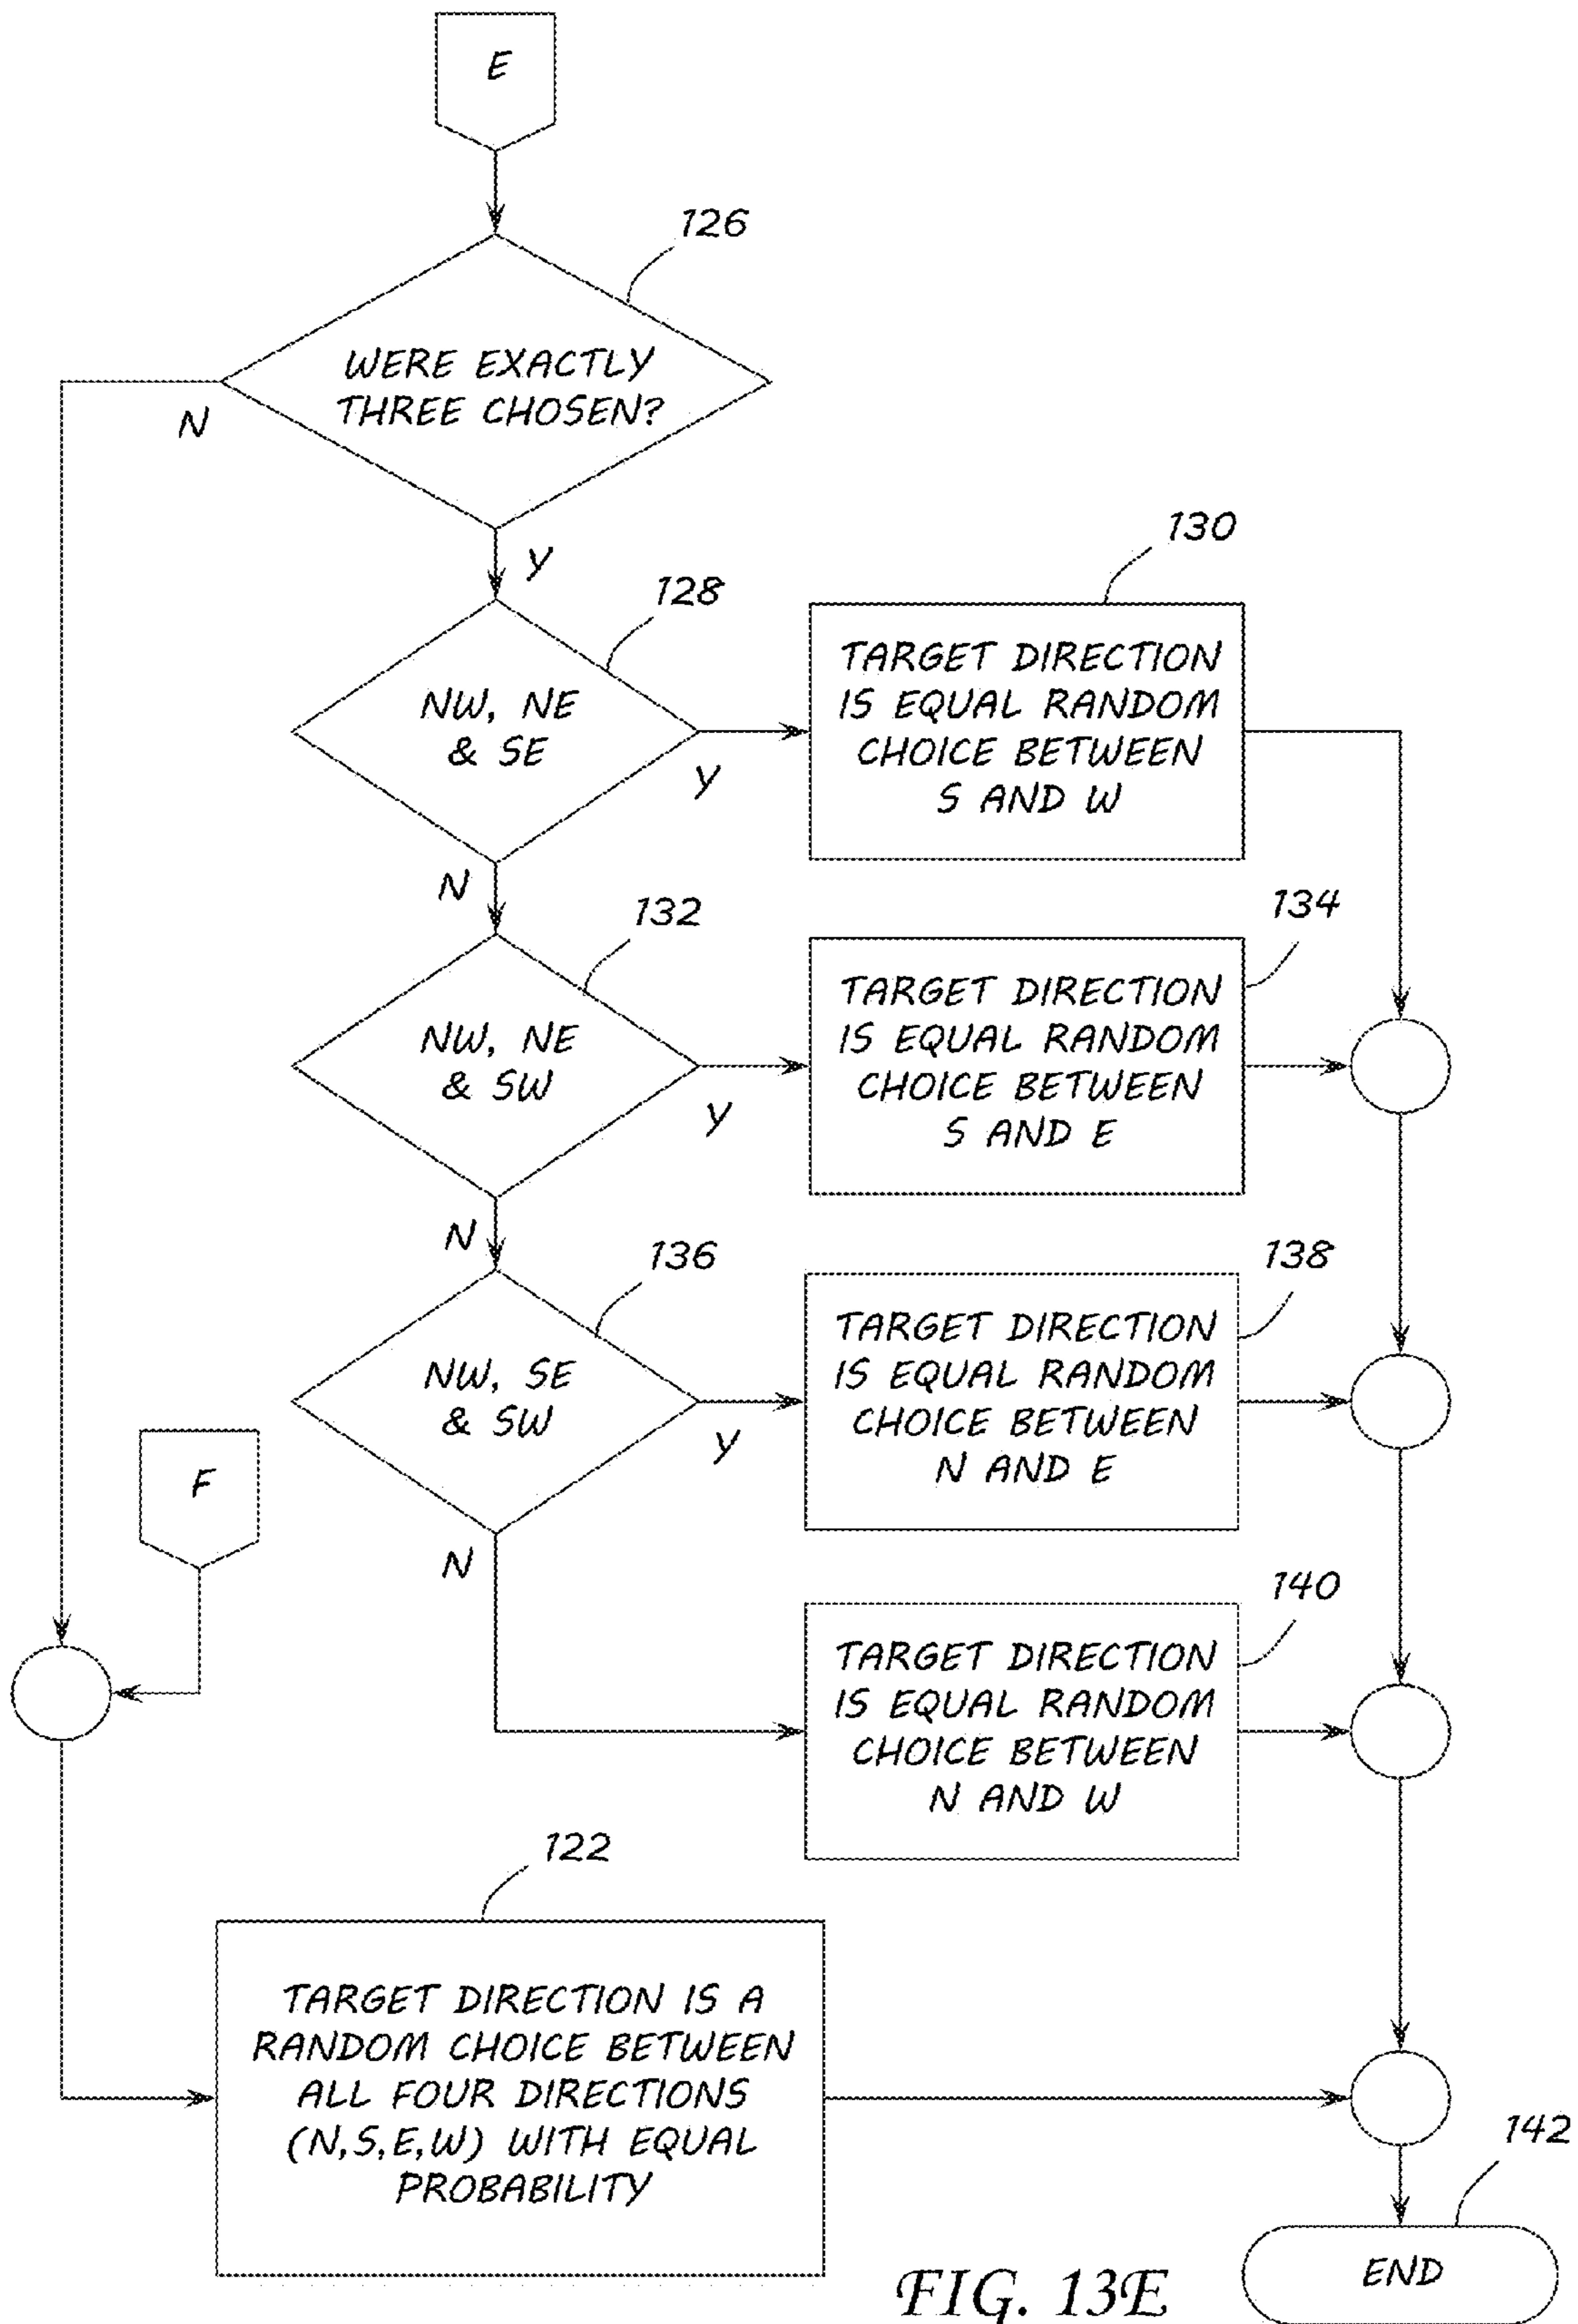 E
126
WERE EXACTLY
THREE CHOSEN?
N
Y
128
NW, NE
& SE
Y
130
TARGET DIRECTION
IS EQUAL RANDOM
CHOICE BETWEEN
S AND W
N
132
NW, NE
& SW
Y
134
TARGET DIRECTION
IS EQUAL RANDOM
CHOICE BETWEEN
S AND E
N
136
NW, SE
& SW
Y
138
TARGET DIRECTION
IS EQUAL RANDOM
CHOICE BETWEEN
N AND E
F
N
140
TARGET DIRECTION
IS EQUAL RANDOM
CHOICE BETWEEN
N AND W
122
TARGET DIRECTION IS A
RANDOM CHOICE BETWEEN
ALL FOUR DIRECTIONS
(N,S,E,W) WITH EQUAL
PROBABILITY
142
END
FIG. 13E